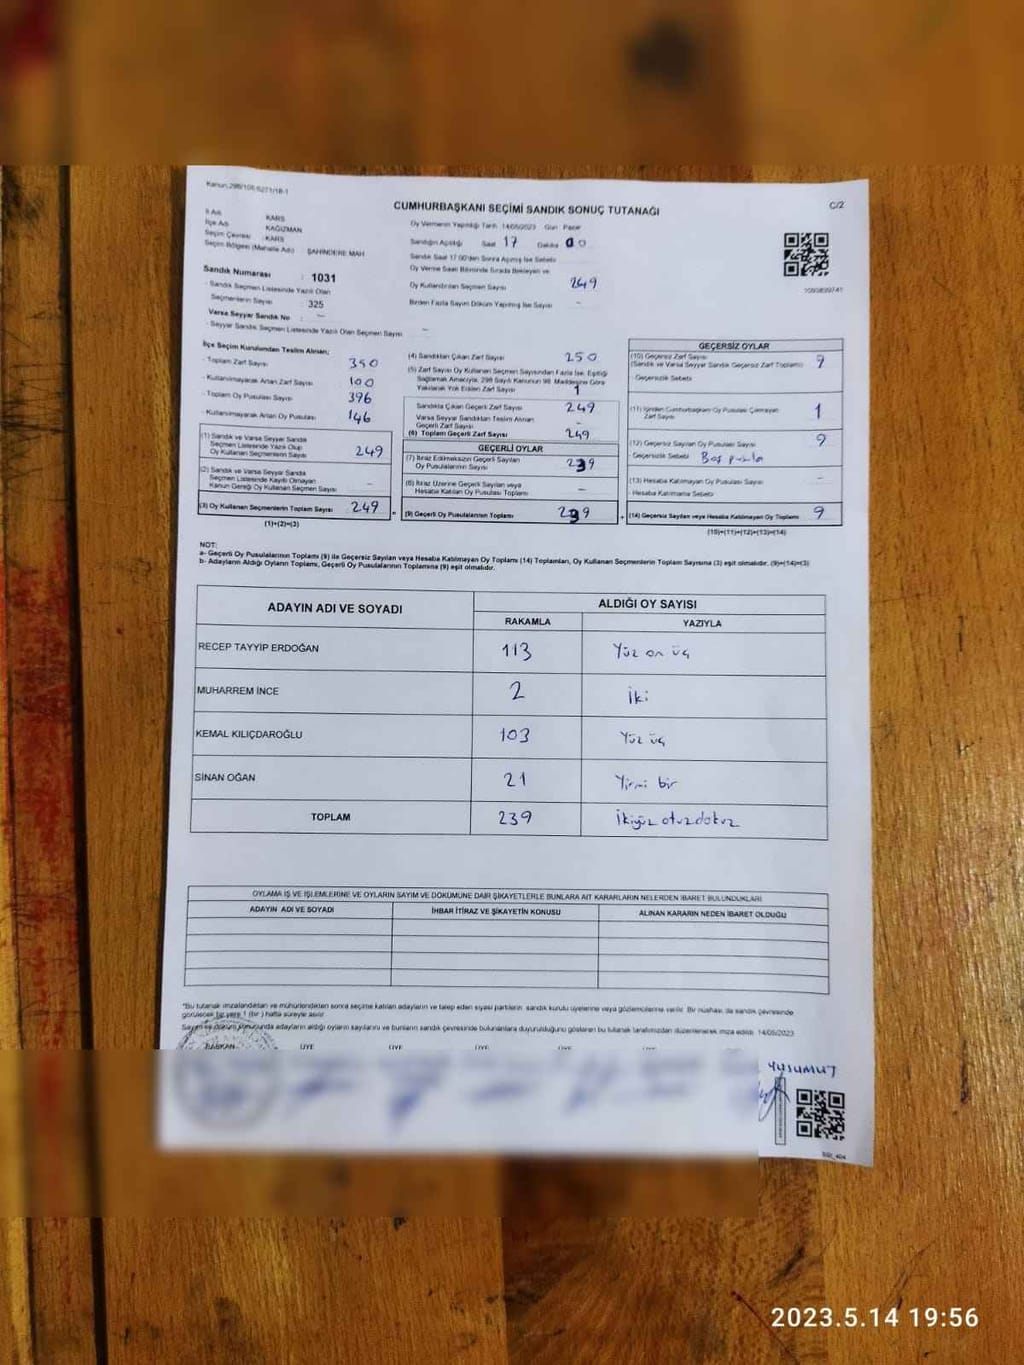 Kanun,298/105-6271/18-1
CUMHURBAŞKANI SEÇİMİ SANDIK SONUÇ TUTANAĞI
C/2
İl Adı KARS
İlçe Adı KAĞIZMAN
Seçim Çevresi : KARS
Seçim Bölgesi (Mahalle Adı) : ŞAHİNDERE MAH
Sandık Numarası : 1031
- Sandık Seçmen Listesinde Yazılı Olan
Seçmenlerin Sayısı : 325
Varsa Seyyar Sandık No : -
- Seyyar Sandık Seçmen Listesinde Yazılı Olan Seçmen Sayısı -
Oy Vermenin Yapıldığı Tarih 14/05/2023 Gün Pazar
Sandığın Açıldığı Saat 17 Dakika 00
Sandık Saat 17:00'dan Sonra Açılmış İse Sebebi
Oy Verme Saati Bitiminde Sırada Bekleyen ve
Oy Kullandırılan Seçmen Sayısı 249
Birden Fazla Sayım Döküm Yapılmış İse Sayısı -
İlçe Seçim Kurulundan Teslim Alınan;
- Toplam Zarf Sayısı 350
- Kullanılmayarak Artan Zarf Sayısı 100
- Toplam Oy Pusulası Sayısı 396
- Kullanılmayarak Artan Oy Pusulası 146
(1) Sandık ve Varsa Seyyar Sandık
Seçmen Listesinde Yazılı Olup
Oy Kullanan Seçmenlerin Sayısı 249
(2) Sandık ve Varsa Seyyar Sandık
Seçmen Listesinde Kayıtlı Olmayan
Kanun Gereği Oy Kullanan Seçmen Sayısı -
(3) Oy Kullanan Seçmenlerin Toplam Sayısı 249
(1)+(2)=(3)
=
(4) Sandıktan Çıkan Zarf Sayısı 250
(5) Zarf Sayısı Oy Kullanan Seçmen Sayısından Fazla İse, Eşitliği
Sağlamak Amacıyla, 298 Sayılı Kanunun 98. Maddesine Göre
Yakılarak Yok Edilen Zarf Sayısı 1
Sandıkta Çıkan Geçerli Zarf Sayısı 249
Varsa Seyyar Sandıktan Teslim Alınan
Geçerli Zarf Sayısı -
(6) Toplam Geçerli Zarf Sayısı 249
GEÇERLİ OYLAR
(7) İtiraz Edilmeksizin Geçerli Sayılan
Oy Pusulalarının Sayısı 239
(8) İtiraz Üzerine Geçerli Sayılan veya
Hesaba Katılan Oy Pusulası Toplamı -
(9) Geçerli Oy Pusulalarının Toplamı 239
+
GEÇERSİZ OYLAR
(10) Geçersiz Zarf Sayısı 9
(Sandık ve Varsa Seyyar Sandık Geçersiz Zarf Toplamı)
- Geçersizlik Sebebi
(11) İçinden Cumhurbaşkanı Oy Pusulası Çıkmayan
Zarf Sayısı 1
(12) Geçersiz Sayılan Oy Pusulası Sayısı 9
- Geçersizlik Sebebi Boş pusula
(13) Hesaba Katılmayan Oy Pusulası Sayısı -
- Hesaba Katılmama Sebebi
(14) Geçersiz Sayılan veya Hesaba Katılmayan Oy Toplamı 9
(10)+(11)+(12)+(13)=(14)
NOT:
a- Geçerli Oy Pusulalarının Toplamı (9) ile Geçersiz Sayılan veya Hesaba Katılmayan Oy Toplamı (14) Toplamları, Oy Kullanan Seçmenlerin Toplam Sayısına (3) eşit olmalıdır. (9)+(14)=(3)
b- Adayların Aldığı Oyların Toplamı, Geçerli Oy Pusulalarının Toplamına (9) eşit olmalıdır.
ADAYIN ADI VE SOYADI ALDIĞI OY SAYISI
RAKAMLA YAZIYLA
RECEP TAYYİP ERDOĞAN 113 Yüz on üç
MUHARREM İNCE 2 İki
KEMAL KILIÇDAROĞLU 103 Yüz üç
SİNAN OĞAN 21 Yirmi bir
TOPLAM 239 İkiyüz otuzdokuz
OYLAMA İŞ VE İŞLEMLERİNE VE OYLARIN SAYIM VE DÖKÜMÜNE DAİR ŞİKAYETLERLE BUNLARA AİT KARARLARIN NELERDEN İBARET BULUNDUKLARI
ADAYIN ADI VE SOYADI İHBAR İTİRAZ VE ŞİKAYETİN KONUSU ALINAN KARARIN NEDEN İBARET OLDUĞU
*Bu tutanak imzalandıktan ve mühürlendikten sonra seçime katılan adayların ve talep eden siyasi partilerin sandık kurulu üyelerine veya gözlemcilerine verilir. Bir nüshası da sandık çevresinde
görülecek bir yere 1 (bir) hafta süreyle asılır.
Sayım ve döküm sonucunda adayların aldığı oyların sayılarını ve bunların sandık çevresinde bulunanlara duyurulduğunu gösteren bu tutanak tarafımızdan düzenlenerek imza edildi. 14/05/2023
BAŞKAN ÜYE ÜYE ÜYE ÜYE ÜYE
2023.5.14 19:56